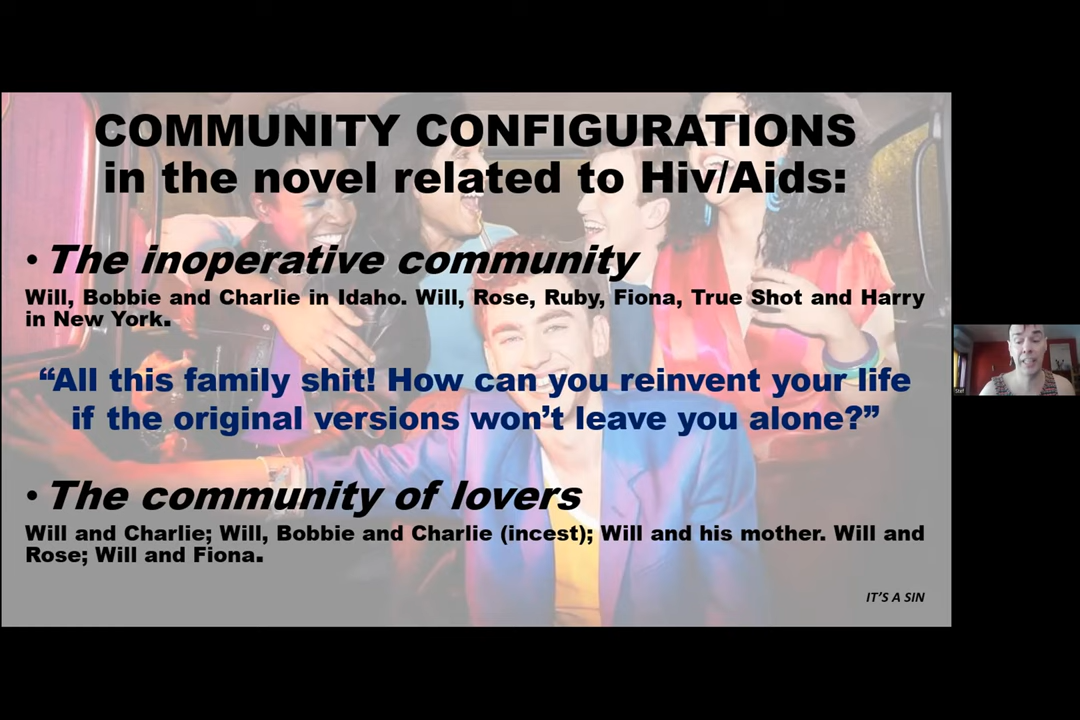 COMMUNITY CONFIGURATIONS
in the novel related to Hiv/Aids:
• The inoperative community
Will, Bobbie and Charlie in Idaho. Will, Rose, Ruby, Fiona, True Shot and Harry
in New York.
“All this family shit! How can you reinvent your life
if the original versions won’t leave you alone?”
• The community of lovers
Will and Charlie; Will, Bobbie and Charlie (incest); Will and his mother. Will and
Rose; Will and Fiona.
IT’S A SIN